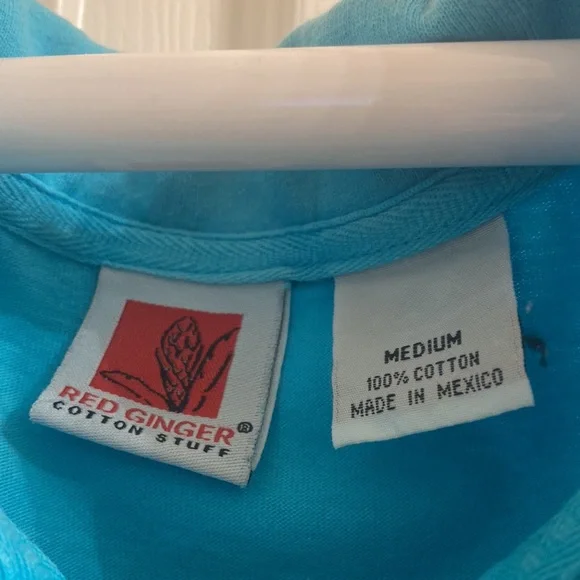 RED GINGER®
COTTON STUFF
MEDIUM
100% COTTON
MADE IN MEXICO